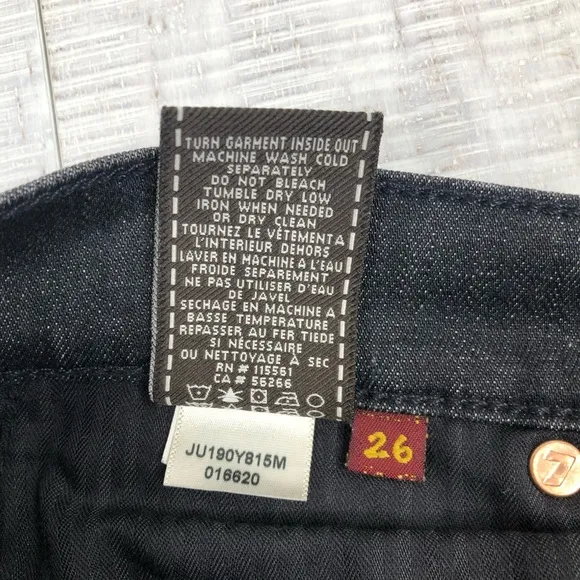 TURN GARMENT INSIDE OUT
MACHINE WASH COLD
SEPARATELY
DO NOT BLEACH
TUMBLE DRY LOW
IRON WHEN NEEDED
OR DRY CLEAN
TOURNEZ LE VÊTEMENTA
L'INTERIEUR DEHORS
LAVER EN MACHINE A L'EAU
FROIDE SEPAREMENT
NE PAS UTILISER D'EAU
DE JAVEL
SECHAGE EN MACHINE A
BASSE TEMPERATURE
REPASSER AU FER TIEDE
SI NÉCESSAIRE
OU NETTOYAGE À SEC
RN # 115561
CA # 56266
JU190Y815M
016620
26
7